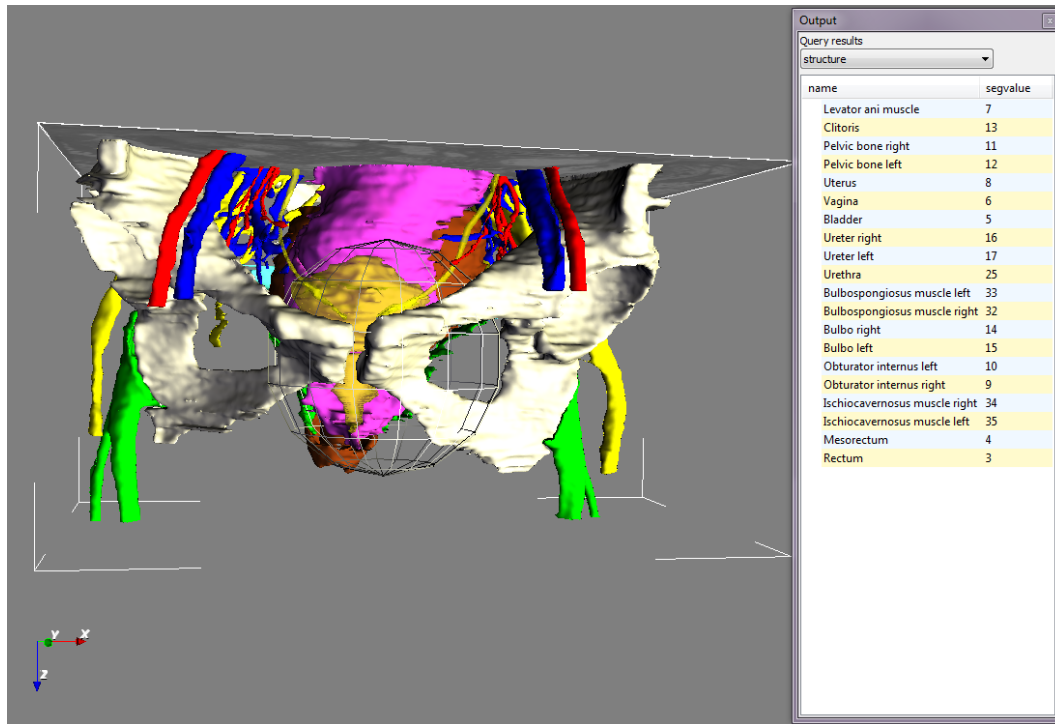 Output
x
Query results
structure
name segvalue
Levator ani muscle 7
Clitoris 13
Pelvic bone right 11
Pelvic bone left 12
Uterus 8
Vagina 6
Bladder 5
Ureter right 16
Ureter left 17
Urethra 25
Bulbospongiosus muscle left 33
Bulbospongiosus muscle right 32
Bulbo right 14
Bulbo left 15
Obturator internus left 10
Obturator internus right 9
Ischiocavernosus muscle right 34
Ischiocavernosus muscle left 35
Mesorectum 4
Rectum 3
Y X
Z